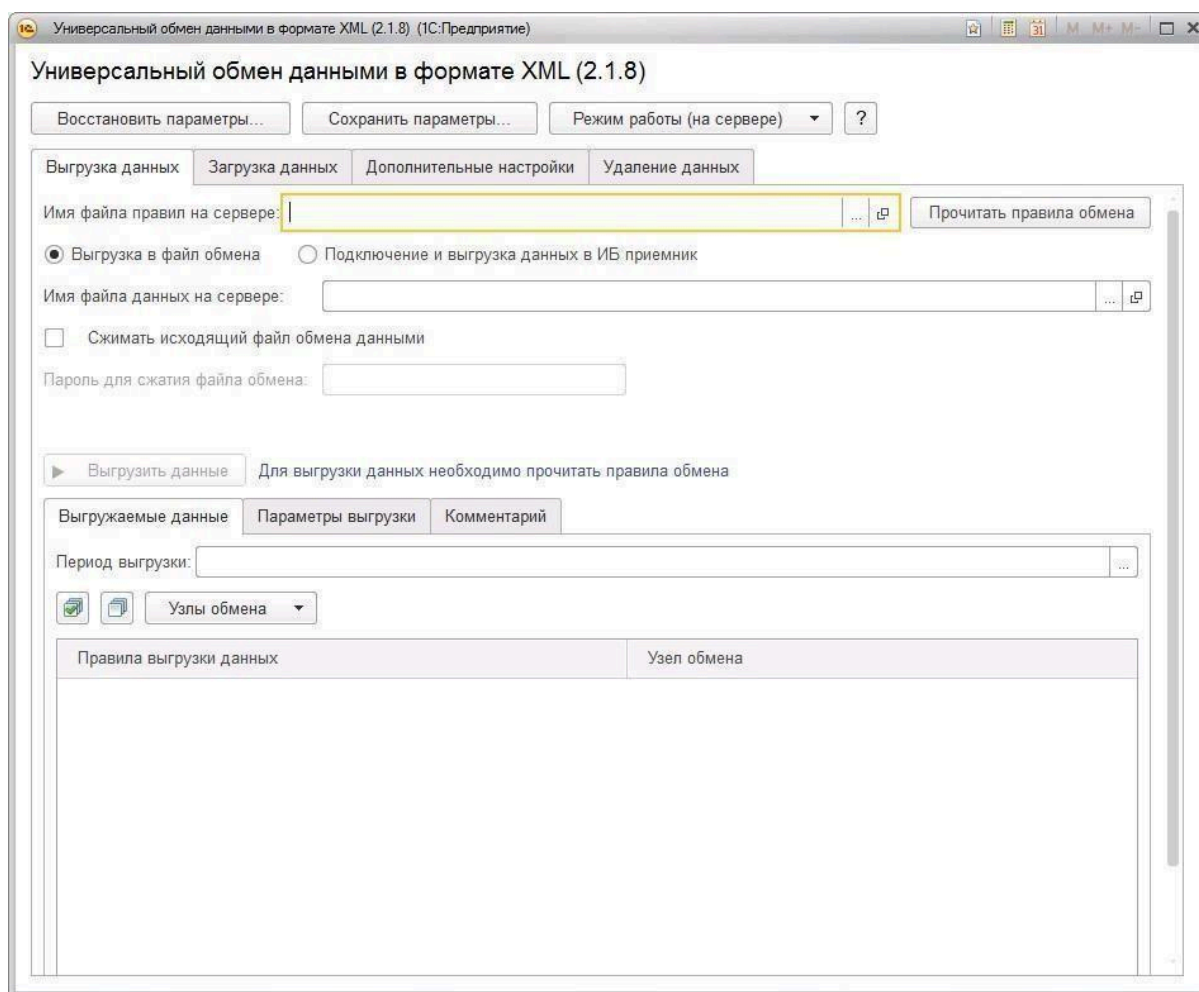 Универсальный обмен данными в формате XML (2.1.8) (1С:Предприятие)
M M+ M-
31
Универсальный обмен данными в формате XML (2.1.8)
Восстановить параметры... Сохранить параметры... Режим работы (на сервере) ?
Выгрузка данных Загрузка данных Дополнительные настройки Удаление данных
Имя файла правил на сервере: ... Прочитать правила обмена
Выгрузка в файл обмена Подключение и выгрузка данных в ИБ приемник
Имя файла данных на сервере: ...
Сжимать исходящий файл обмена данными
Пароль для сжатия файла обмена:
Выгрузить данные Для выгрузки данных необходимо прочитать правила обмена
Выгружаемые данные Параметры выгрузки Комментарий
Период выгрузки: ...
Узлы обмена
Правила выгрузки данных Узел обмена